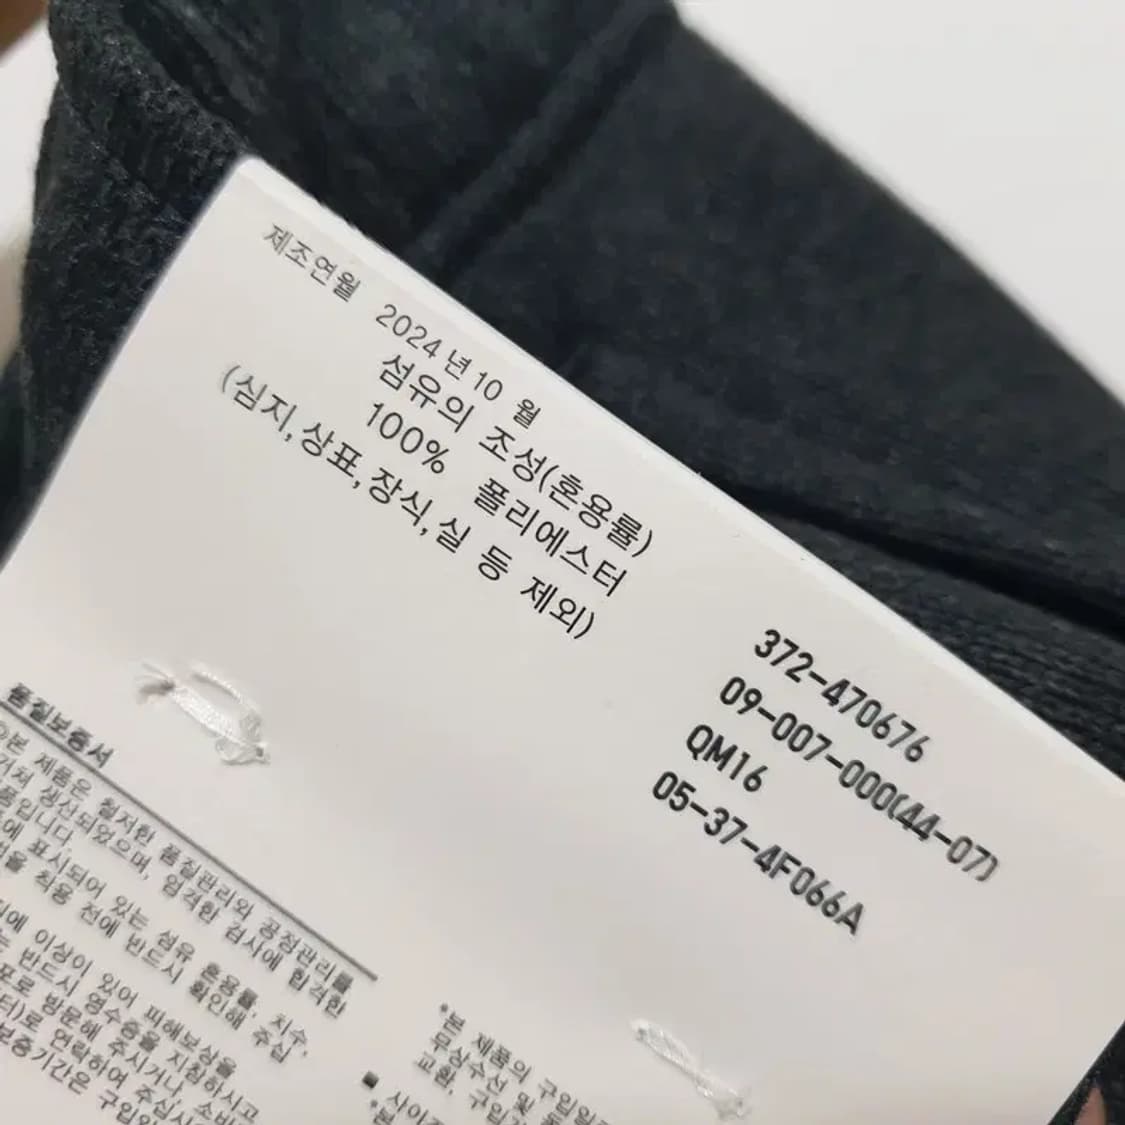 제조연월 2024 년 10 월
섬유의 조성(혼용률)
100% 폴리에스터
(심지,상표,장식,실 등 제외)
372-470676
09-007-000(44-07)
QM16
05-37-4F066A
품질보증서
본 제품은 철저한 품질관리와 공정관리를
거쳐 생산되었으며, 엄격한 검사에 합격한
품입니다.
에 표시되어 있는 섬유 혼용률, 치수,
을 착용 전에 반드시 확인해 주십
에 이상이 있어 피해보상을
반드시 영수증을 지참하시고
로 방문해 주시거나, 소비
터)로 연락하여 주십시
보증기간은 구입
*본 제품의 구입일
무상수선 및
교환, 구입
■ 사이즈
*본